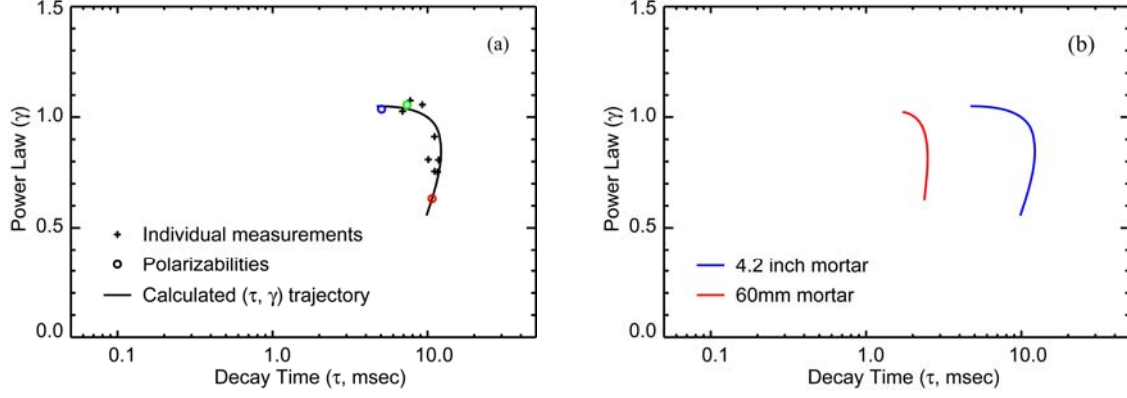 1.5
(a)
1.0
0.5
0.0
Power Law (γ)
Individual measurements
Polarizabilities
Calculated (τ, γ) trajectory
0.1
1.0
10.0
Decay Time (τ, msec)
1.5
(b)
1.0
0.5
0.0
Power Law (γ)
4.2 inch mortar
60mm mortar
0.1
1.0
10.0
Decay Time (τ, msec)